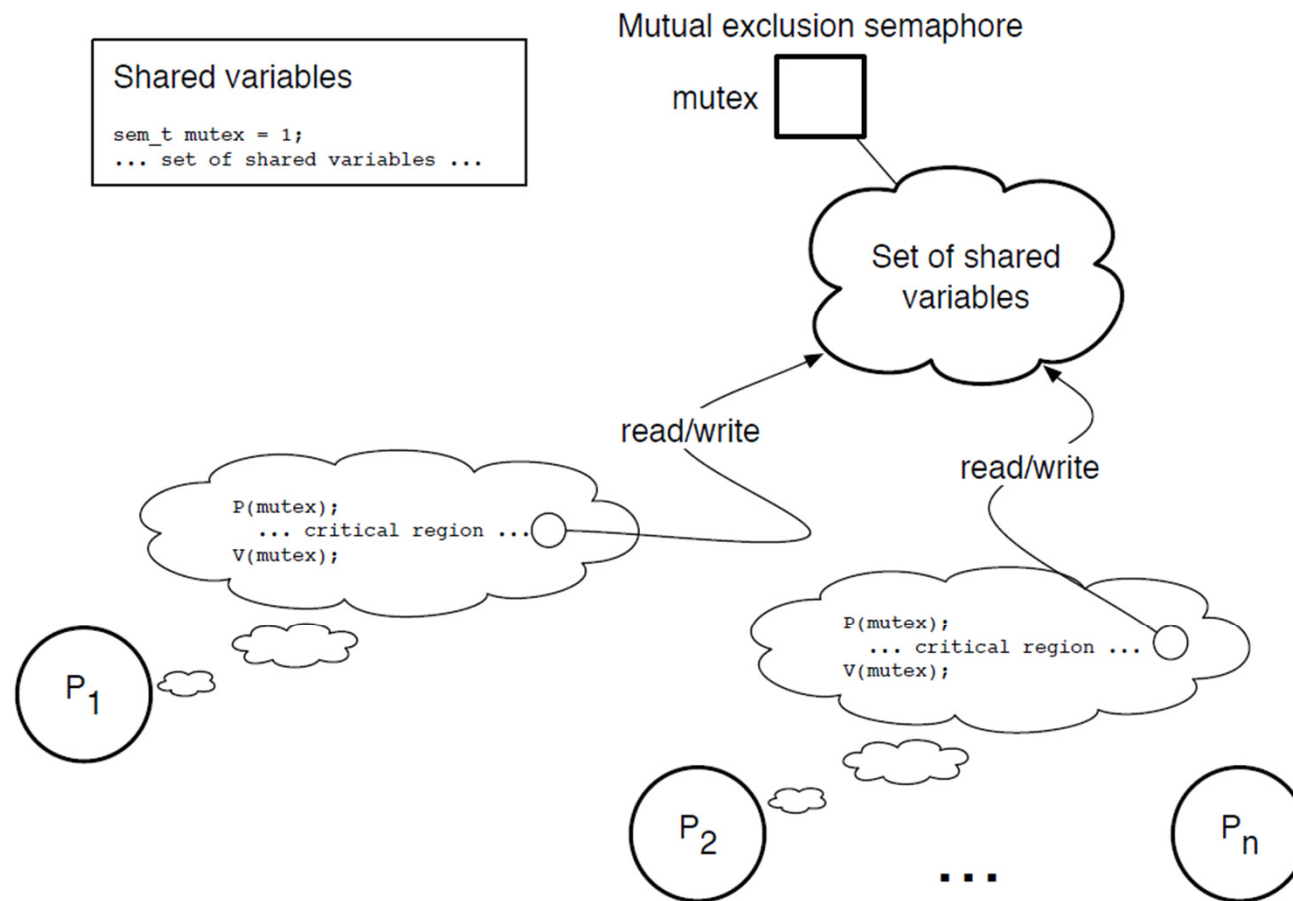 Mutual exclusion semaphore
mutex
Shared variables
sem_t mutex = 1;
... set of shared variables ...
Set of shared
variables
read/write
read/write
P(mutex);
... critical region ...
V(mutex);
P(mutex);
... critical region ...
V(mutex);
P1
P2
...
Pn